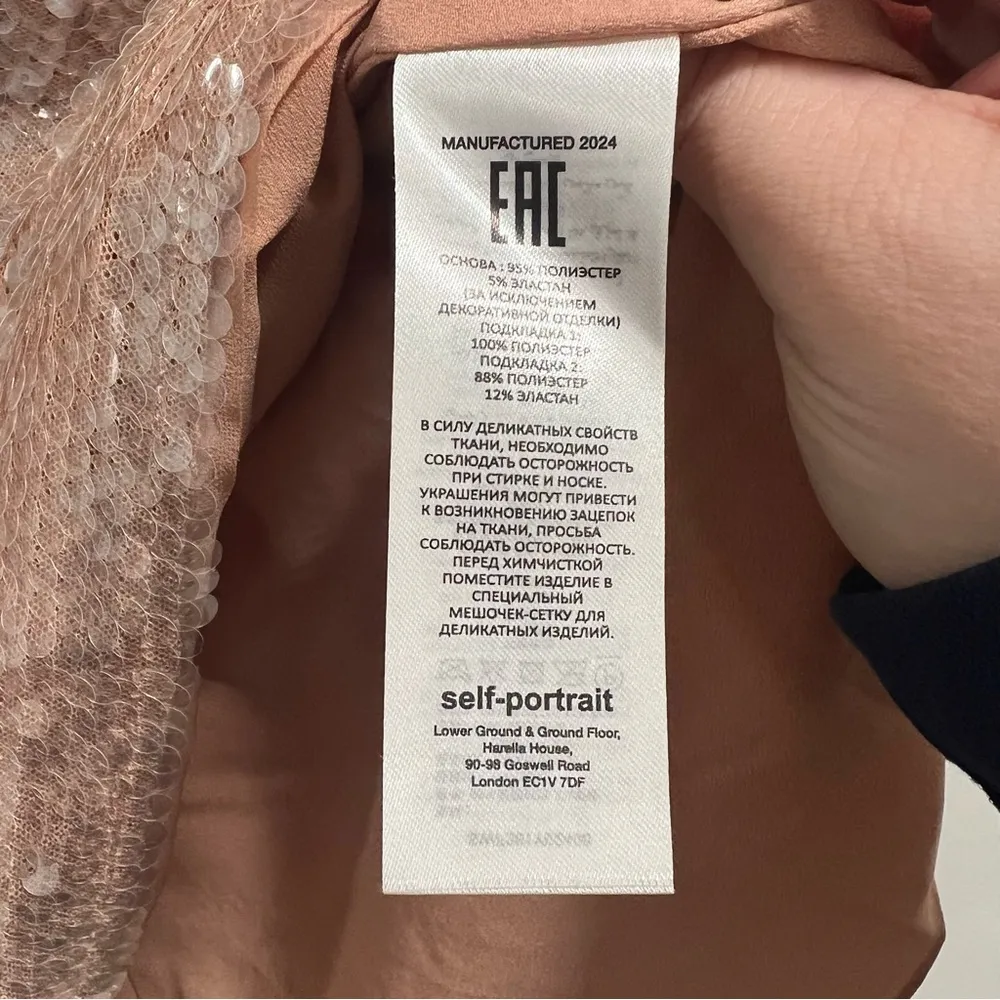 MANUFACTURED 2024
EAC
ОСНОВА : 95% ПОЛИЭСТЕР
5% ЭЛАСТАН
(ЗА ИСКЛЮЧЕНИЕМ
ДЕКОРАТИВНОЙ ОТДЕЛКИ)
ПОДКЛАДКА 1:
100% ПОЛИЭСТЕР
ПОДКЛАДКА 2:
88% ПОЛИЭСТЕР
12% ЭЛАСТАН
В СИЛУ ДЕЛИКАТНЫХ СВОЙСТВ
ТКАНИ, НЕОБХОДИМО
СОБЛЮДАТЬ ОСТОРОЖНОСТЬ
ПРИ СТИРКЕ И НОСКЕ.
УКРАШЕНИЯ МОГУТ ПРИВЕСТИ
К ВОЗНИКНОВЕНИЮ ЗАЦЕПОК
НА ТКАНИ, ПРОСЬБА
СОБЛЮДАТЬ ОСТОРОЖНОСТЬ.
ПЕРЕД ХИМЧИСТКОЙ
ПОМЕСТИТЕ ИЗДЕЛИЕ В
СПЕЦИАЛЬНЫЙ
МЕШОЧЕК-СЕТКУ ДЛЯ
ДЕЛИКАТНЫХ ИЗДЕЛИЙ.
self-portrait
Lower Ground & Ground Floor,
Harella House,
90-98 Goswell Road
London EC1V 7DF